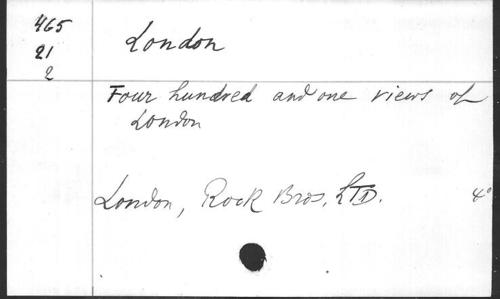 465
21
2
London
Four hundred and one views of
London
London, Rock Bros, LTD. 4°